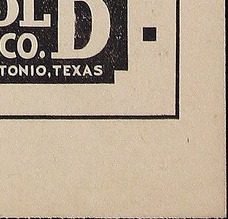 CO. D
TONIO, TEXAS